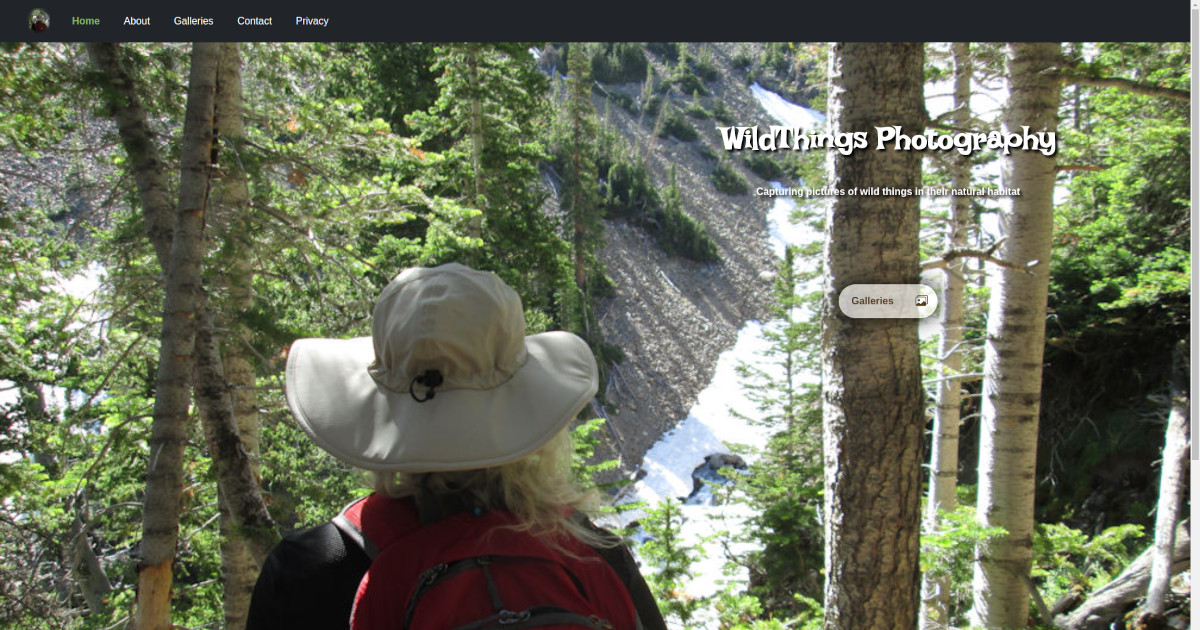 Home About Galleries Contact Privacy
WildThings Photography
Capturing pictures of wild things in their natural habitat
Galleries